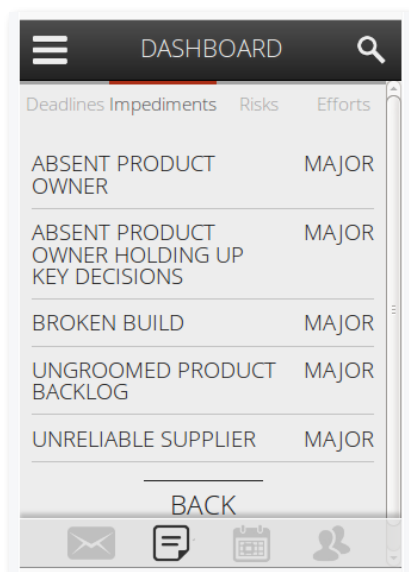 DASHBOARD
Deadlines Impediments Risks Efforts
ABSENT PRODUCT MAJOR
OWNER
ABSENT PRODUCT MAJOR
OWNER HOLDING UP
KEY DECISIONS
BROKEN BUILD MAJOR
UNGROOMED PRODUCT MAJOR
BACKLOG
UNRELIABLE SUPPLIER MAJOR
BACK